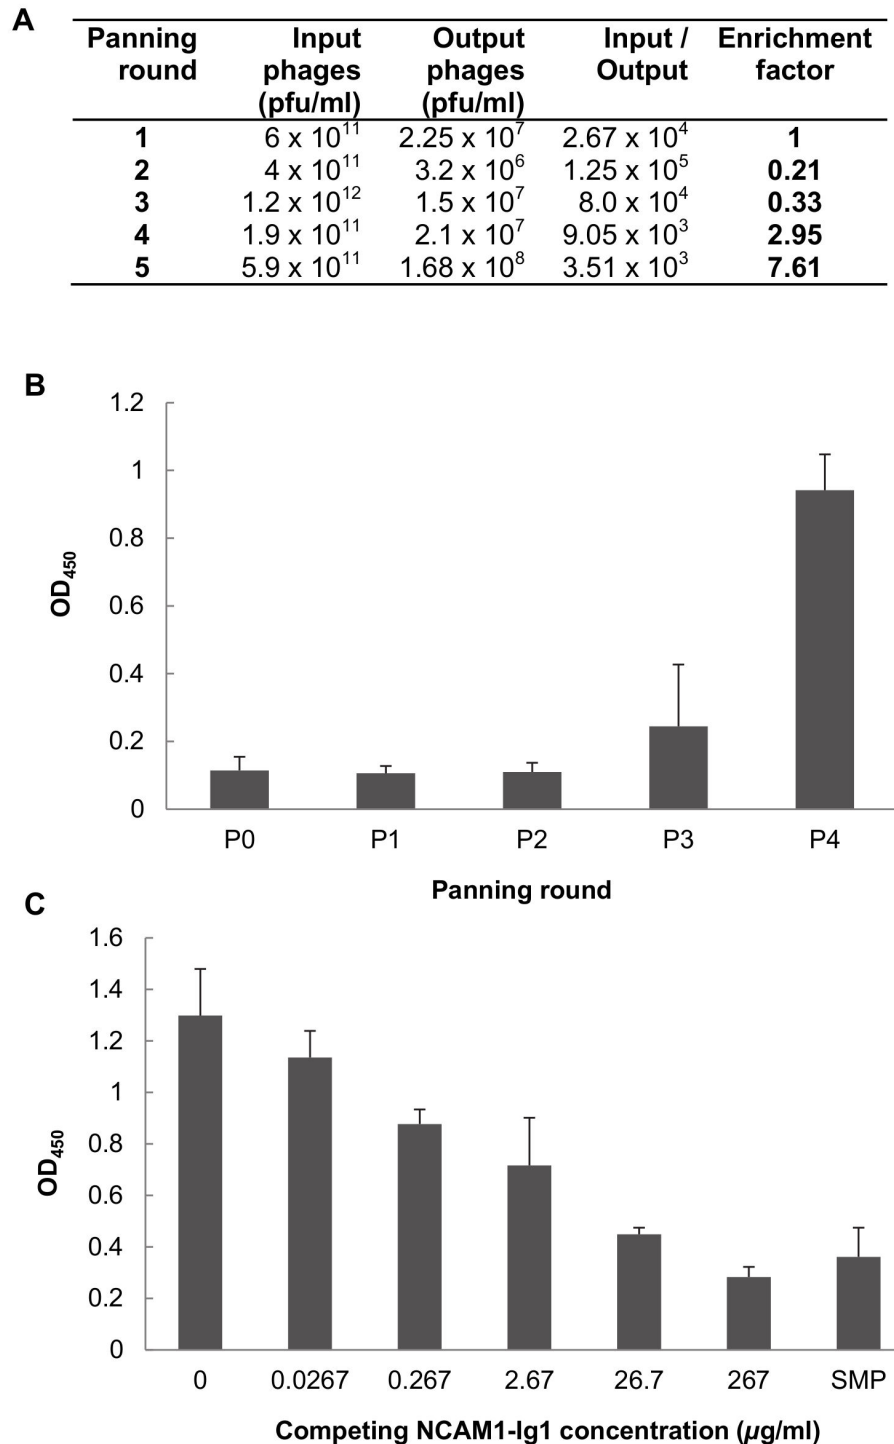 A
Panning round Input phages (pfu/ml) Output phages (pfu/ml) Input / Output Enrichment factor
1 6 x 10^11 2.25 x 10^7 2.67 x 10^4 1
2 4 x 10^11 3.2 x 10^6 1.25 x 10^5 0.21
3 1.2 x 10^12 1.5 x 10^7 8.0 x 10^4 0.33
4 1.9 x 10^11 2.1 x 10^7 9.05 x 10^3 2.95
5 5.9 x 10^11 1.68 x 10^8 3.51 x 10^3 7.61
B
1.2
1
0.8
0.6
0.4
0.2
0
OD450
P0 P1 P2 P3 P4
Panning round
C
1.6
1.4
1.2
1
0.8
0.6
0.4
0.2
0
OD450
0 0.0267 0.267 2.67 26.7 267 SMP
Competing NCAM1-Ig1 concentration (µg/ml)